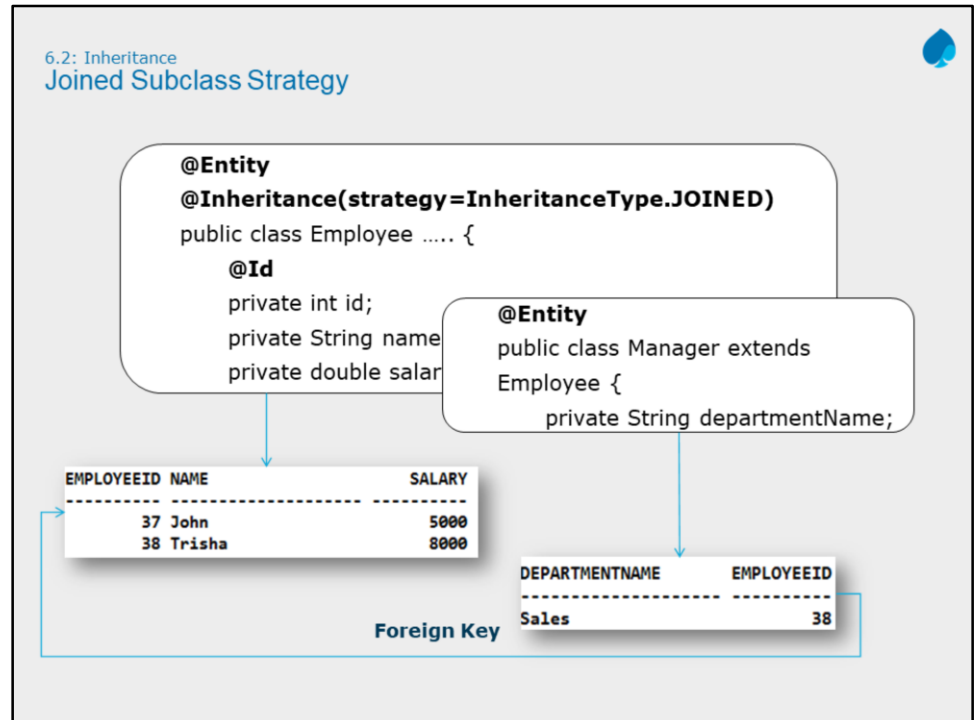 6.2: Inheritance
Joined Subclass Strategy
@Entity
@Inheritance(strategy=InheritanceType.JOINED)
public class Employee ..... {
@Id
private int id;
private String name
private double salar
@Entity
public class Manager extends
Employee {
private String departmentName;
EMPLOYEEID NAME SALARY
---------- -------------------- ----------
37 John 5000
38 Trisha 8000
DEPARTMENTNAME EMPLOYEEID
-------------------- ----------
Sales 38
Foreign Key